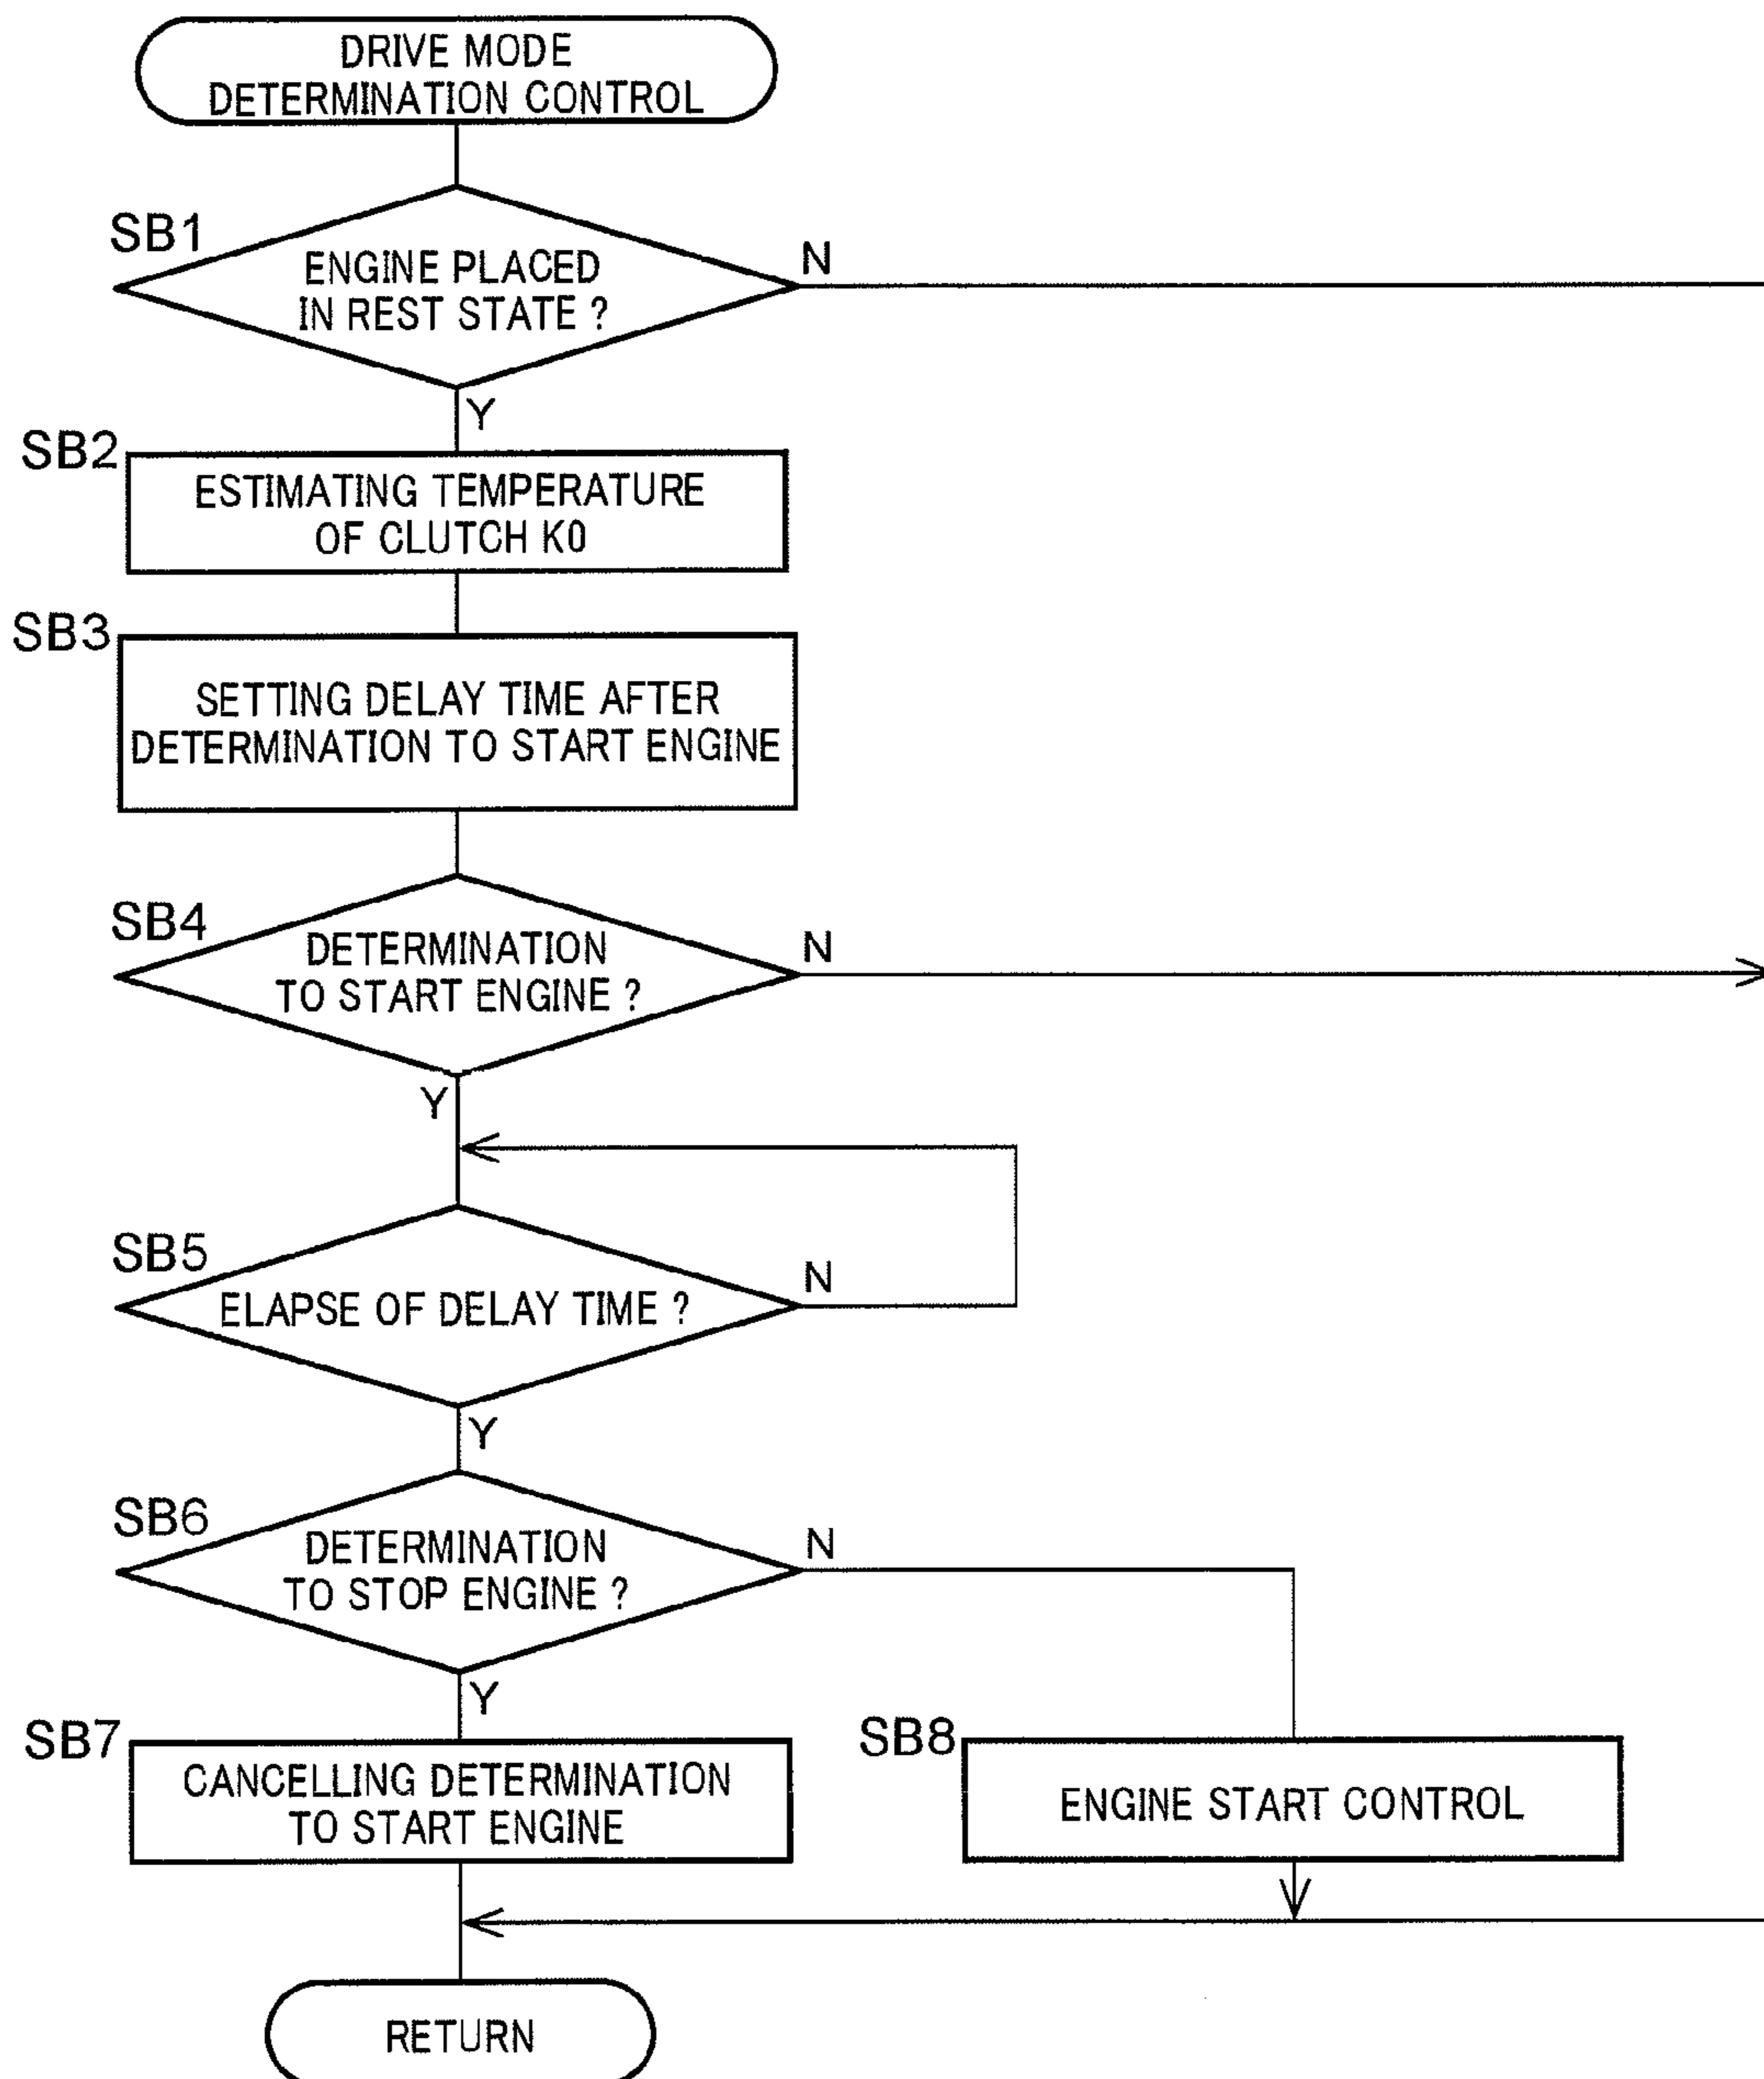 DRIVE MODE
DETERMINATION CONTROL
SB1
ENGINE PLACED
IN REST STATE ?
N
Y
SB2
ESTIMATING TEMPERATURE
OF CLUTCH K0
SB3
SETTING DELAY TIME AFTER
DETERMINATION TO START ENGINE
SB4
DETERMINATION
TO START ENGINE ?
N
Y
SB5
ELAPSE OF DELAY TIME ?
N
Y
SB6
DETERMINATION
TO STOP ENGINE ?
N
Y
SB7
CANCELLING DETERMINATION
TO START ENGINE
SB8
ENGINE START CONTROL
RETURN